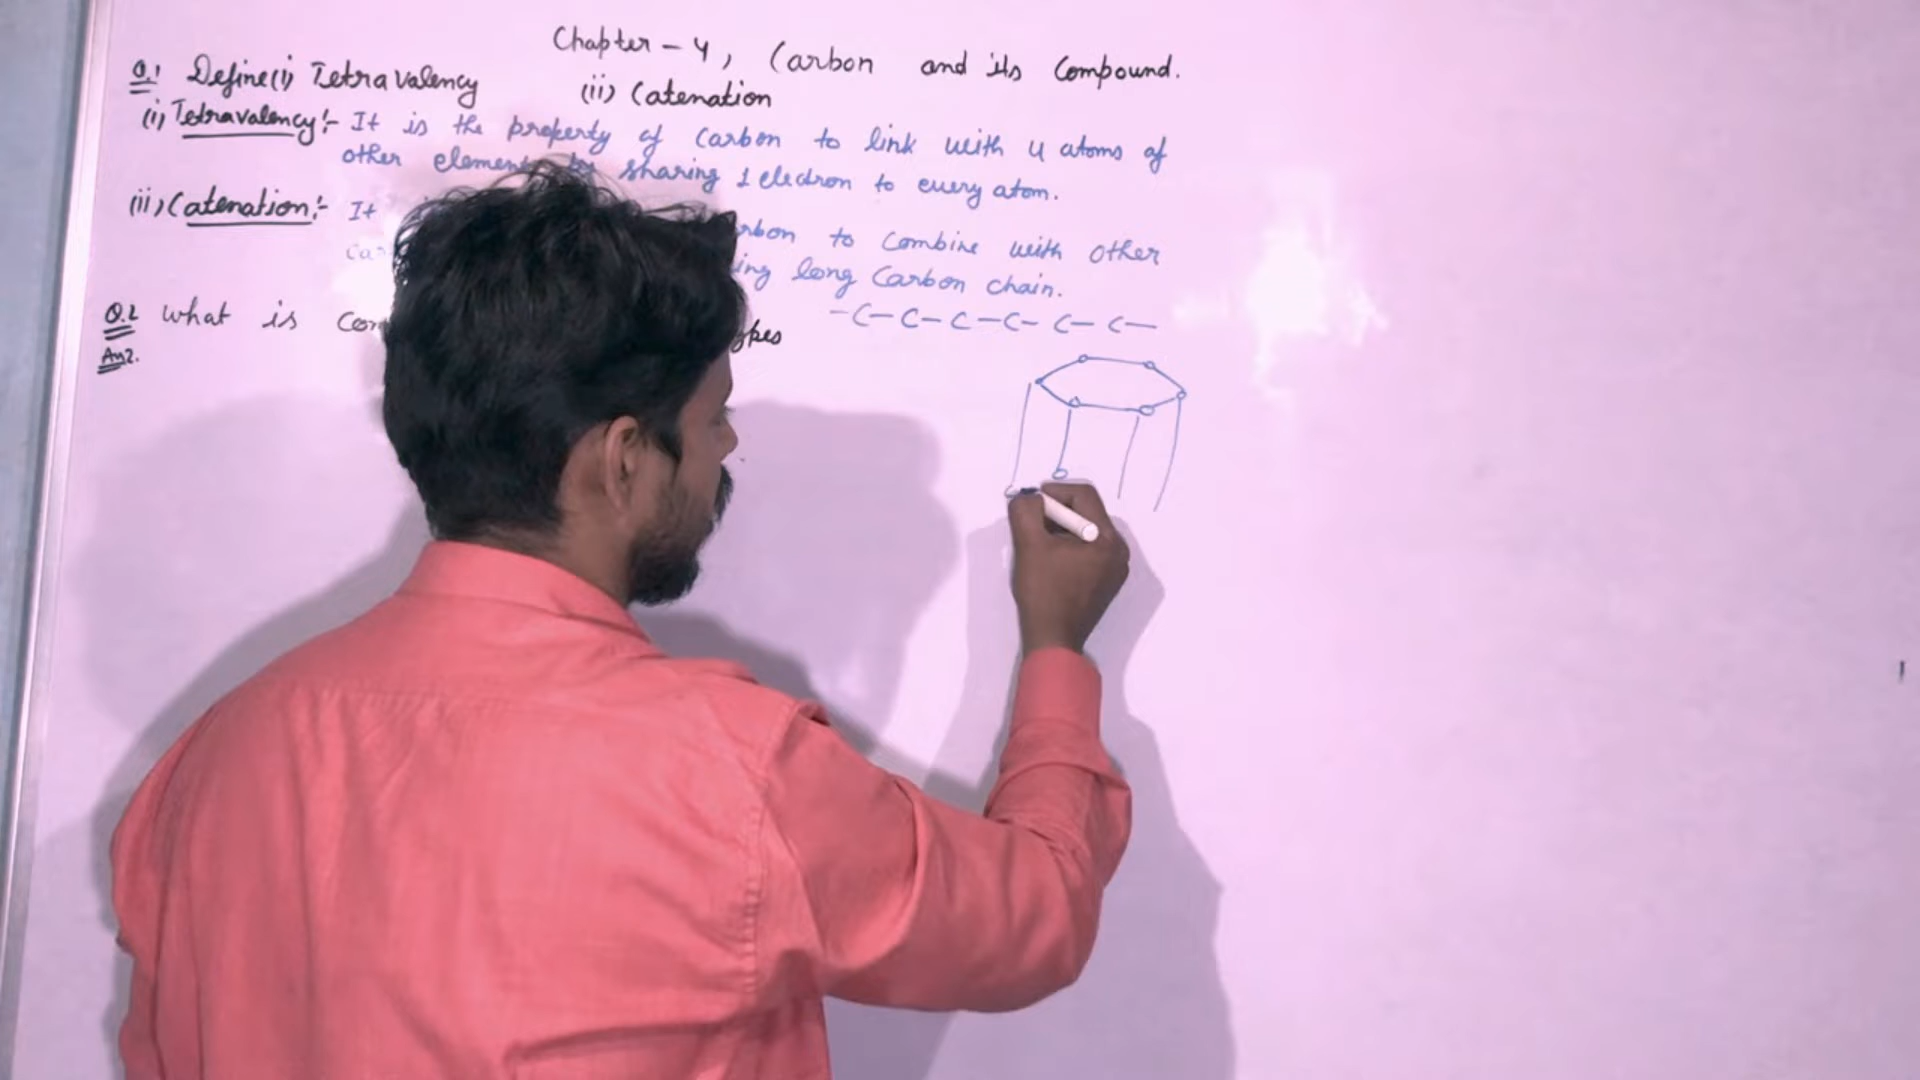 Chapter - 4, Carbon and its Compound.
Q.1 Define (i) Tetravalency (ii) Catenation
(i) Tetravalency:- It is the property of carbon to link with 4 atoms of
other element by sharing 1 electron to every atom.
(ii) Catenation:- It to combine with other
long Carbon chain.
-C-C-C-C-C-C-
Q.2 what is
Ans.